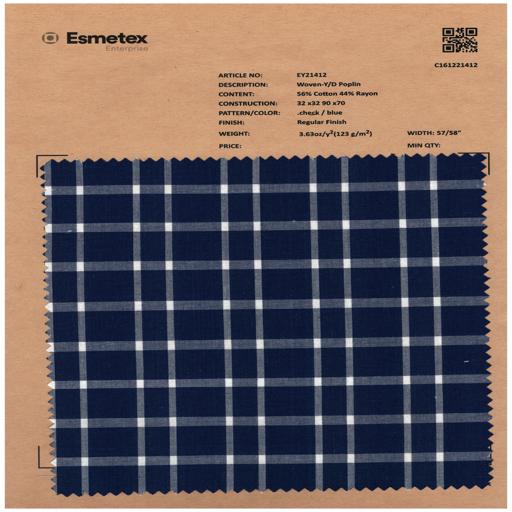 Esmetex
Enterprise
C161221412
ARTICLE NO: EY21412
DESCRIPTION: Woven-Y/D Poplin
CONTENT: 56% Cotton 44% Rayon
CONSTRUCTION: 32 x32 90 x70
PATTERN/COLOR: .check / blue
FINISH: Regular Finish
WEIGHT: 3.63oz/y²(123 g/m²) WIDTH: 57/58"
PRICE: MIN QTY: